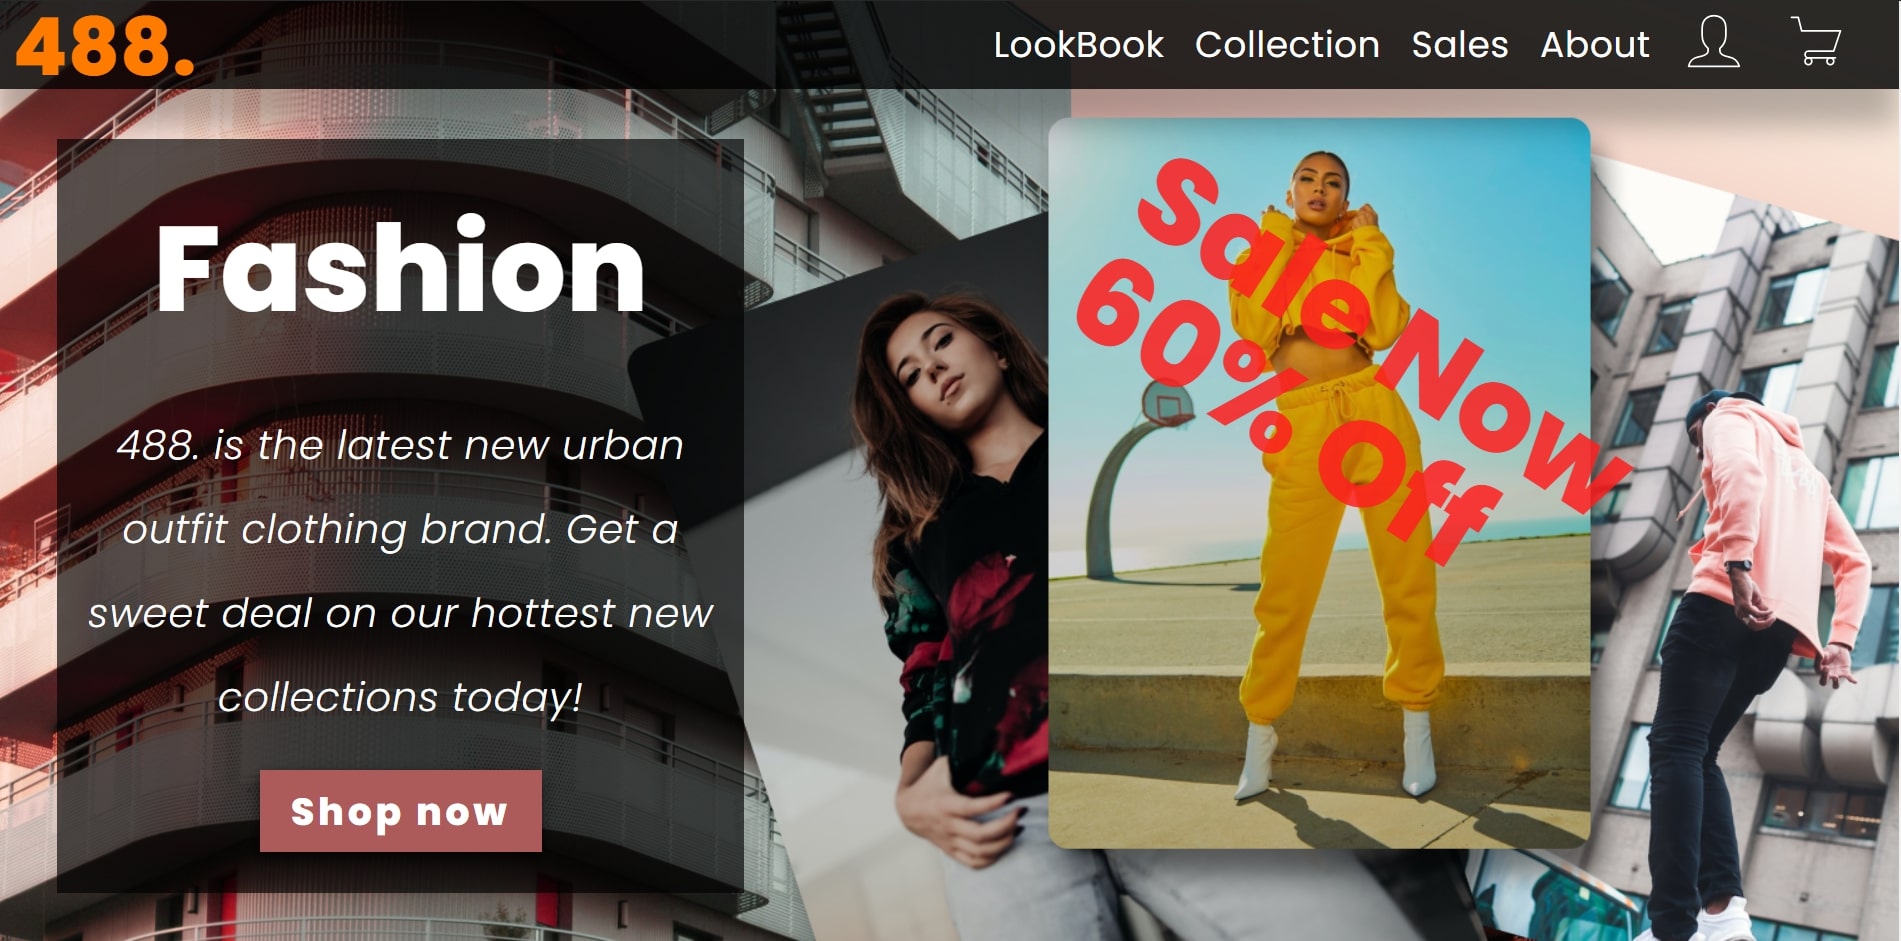 488.
LookBook Collection Sales About
Fashion
488. is the latest new urban
outfit clothing brand. Get a
sweet deal on our hottest new
collections today!
Shop now
Sale Now
60% Off